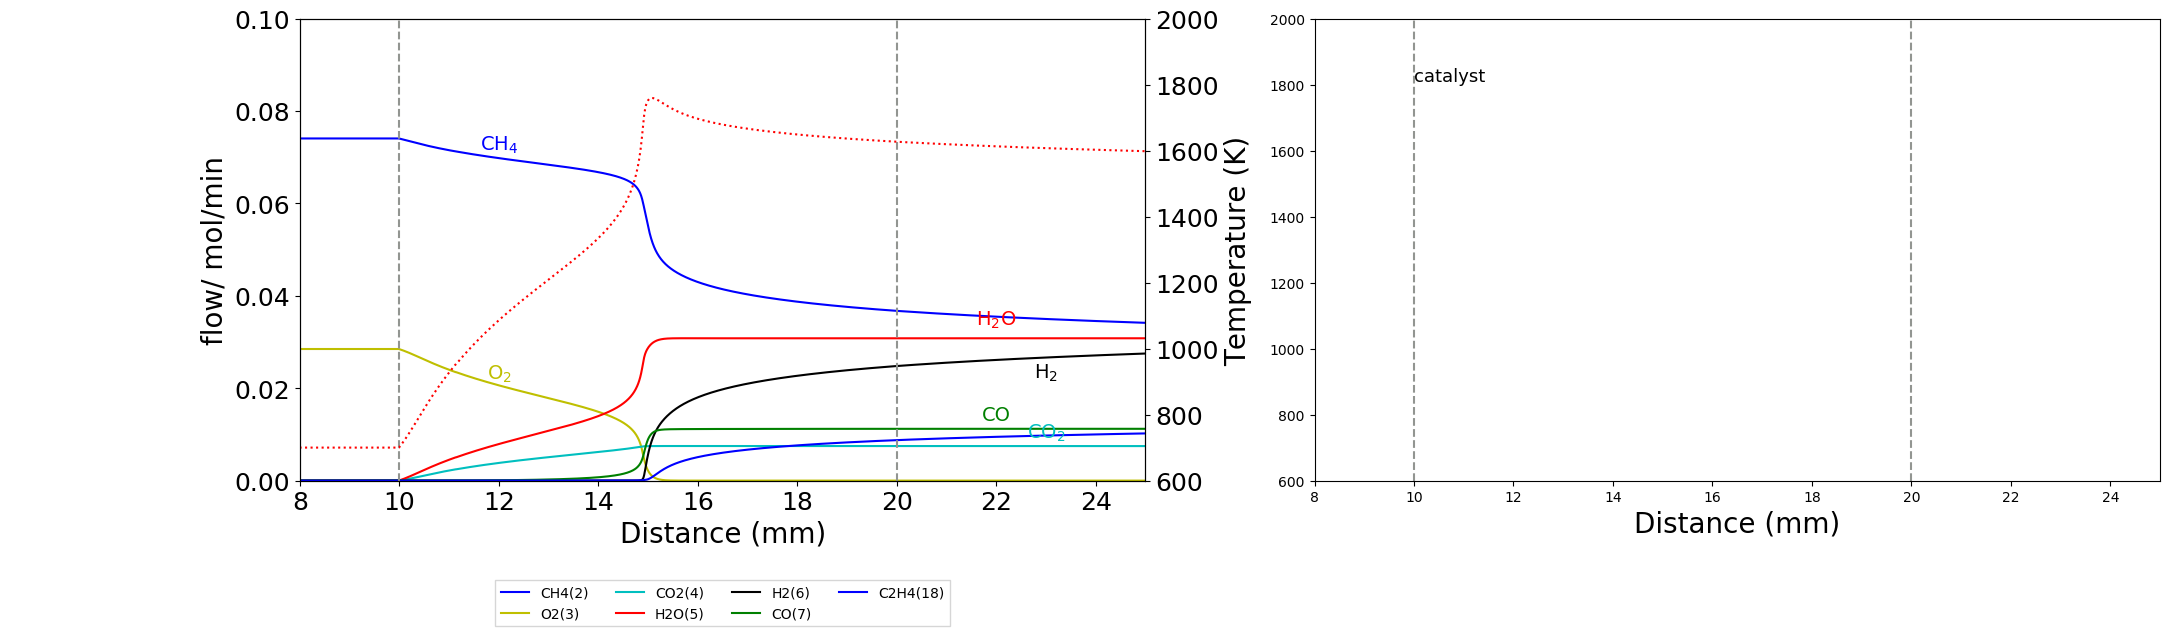 0.10
0.08
0.06
0.04
0.02
0.00
flow/ mol/min
8 10 12 14 16 18 20 22 24
Distance (mm)
2000
1800
1600
1400
1200
1000
800
600
Temperature (K)
CH₄
O₂
H₂O
H₂
CO
CO₂
CH4(2) CO2(4) H2(6) C2H4(18)
O2(3) H2O(5) CO(7)
2000
1800
1600
1400
1200
1000
800
600
catalyst
8 10 12 14 16 18 20 22 24
Distance (mm)